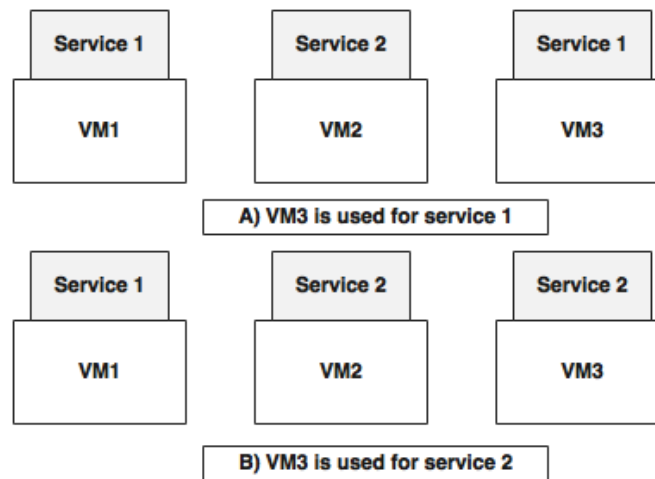 Service 1
Service 2
Service 1
VM1
VM2
VM3
A) VM3 is used for service 1
Service 1
Service 2
Service 2
VM1
VM2
VM3
B) VM3 is used for service 2